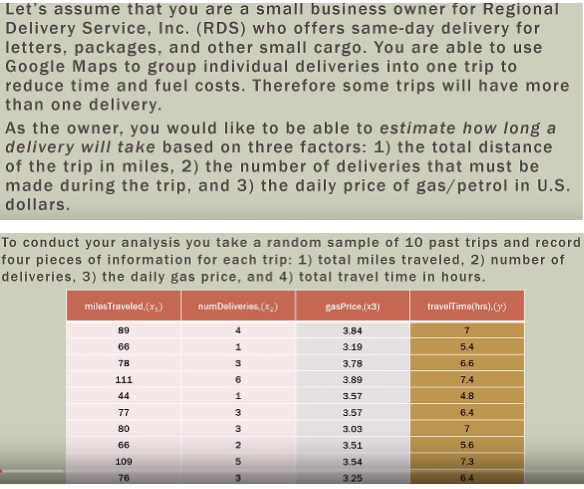 Let's assume that you are a small business owner for Regional
Delivery Service, Inc. (RDS) who offers same-day delivery for
letters, packages, and other small cargo. You are able to use
Google Maps to group individual deliveries into one trip to
reduce time and fuel costs. Therefore some trips will have more
than one delivery.
As the owner, you would like to be able to estimate how long a
delivery will take based on three factors: 1) the total distance
of the trip in miles, 2) the number of deliveries that must be
made during the trip, and 3) the daily price of gas/petrol in U.S.
dollars.
To conduct your analysis you take a random sample of 10 past trips and record
four pieces of information for each trip: 1) total miles traveled, 2) number of
deliveries, 3) the daily gas price, and 4) total travel time in hours.
milesTraveled,(x₁) numDeliveries,(x₂) gasPrice,(x3) travelTime(hrs),(y)
89 4 3.84 7
66 1 3.19 5.4
78 3 3.78 6.6
111 6 3.89 7.4
44 1 3.57 4.8
77 3 3.57 6.4
80 3 3.03 7
66 2 3.51 5.6
109 5 3.54 7.3
76 3 3.25 6.4